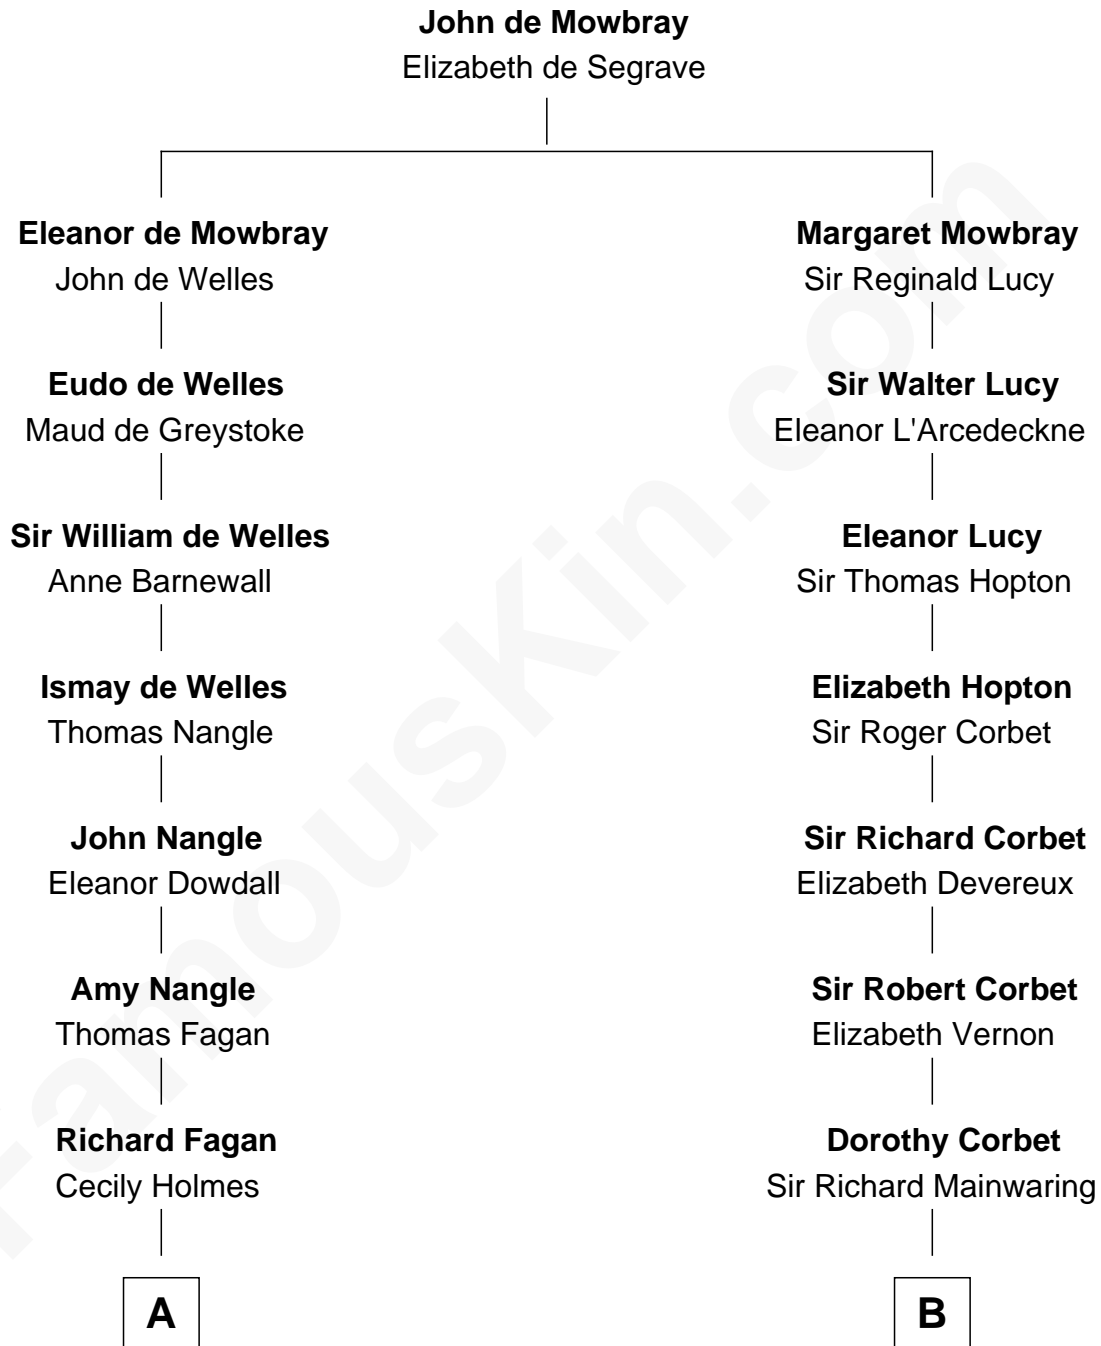 John de Mowbray
Elizabeth de Segrave
Eleanor de Mowbray
John de Welles
Margaret Mowbray
Sir Reginald Lucy
Eudo de Welles
Maud de Greystoke
Sir Walter Lucy
Eleanor L'Arcedeckne
Sir William de Welles
Anne Barnewall
Eleanor Lucy
Sir Thomas Hopton
Ismay de Welles
Thomas Nangle
Elizabeth Hopton
Sir Roger Corbet
John Nangle
Eleanor Dowdall
Sir Richard Corbet
Elizabeth Devereux
Amy Nangle
Thomas Fagan
Sir Robert Corbet
Elizabeth Vernon
Richard Fagan
Cecily Holmes
Dorothy Corbet
Sir Richard Mainwaring
A
B
FamousKin.com